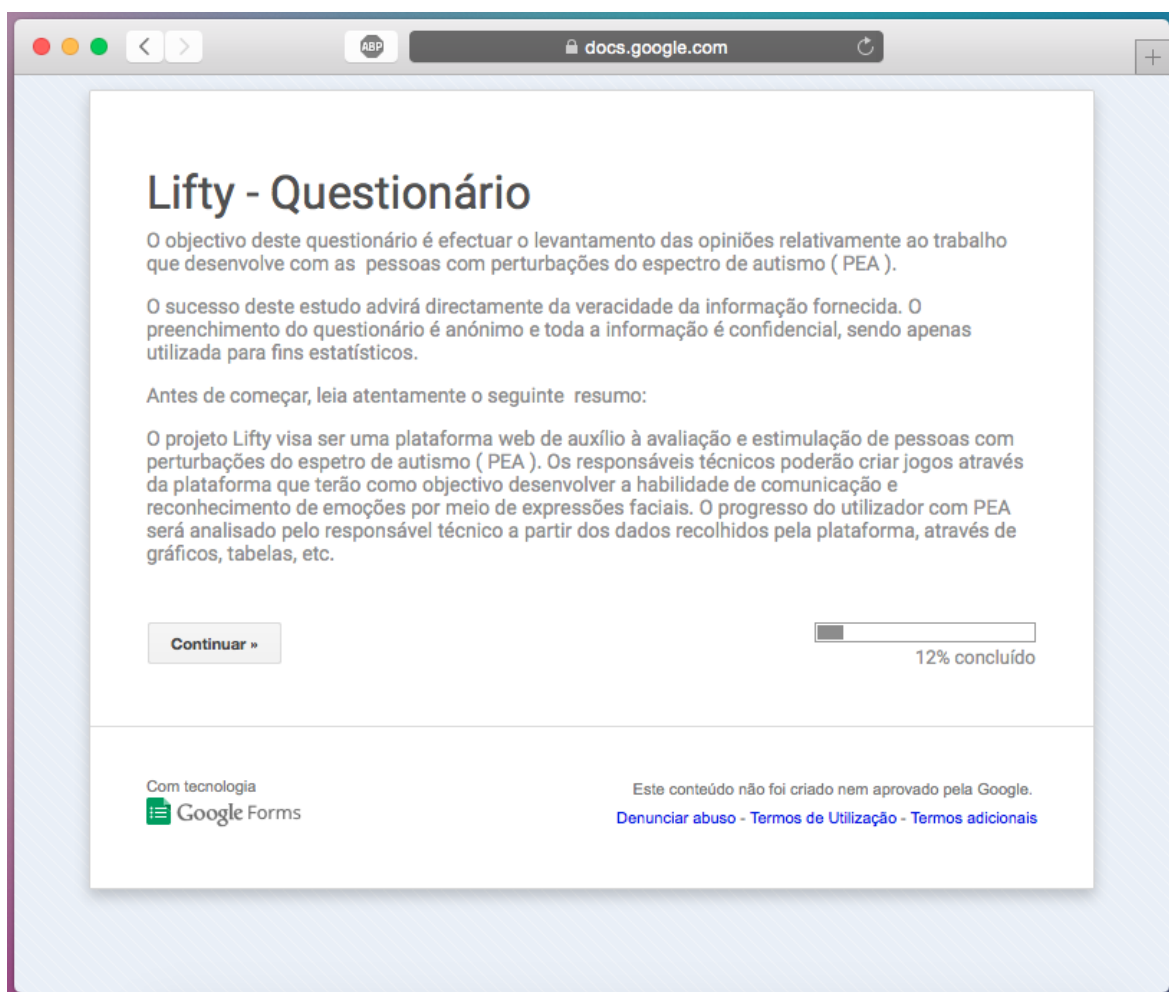 ABP
docs.google.com
Lifty - Questionário
O objectivo deste questionário é efectuar o levantamento das opiniões relativamente ao trabalho
que desenvolve com as  pessoas com perturbações do espectro de autismo ( PEA ).
O sucesso deste estudo advirá directamente da veracidade da informação fornecida. O
preenchimento do questionário é anónimo e toda a informação é confidencial, sendo apenas
utilizada para fins estatísticos.
Antes de começar, leia atentamente o seguinte  resumo:
O projeto Lifty visa ser uma plataforma web de auxílio à avaliação e estimulação de pessoas com
perturbações do espetro de autismo ( PEA ). Os responsáveis técnicos poderão criar jogos através
da plataforma que terão como objectivo desenvolver a habilidade de comunicação e
reconhecimento de emoções por meio de expressões faciais. O progresso do utilizador com PEA
será analisado pelo responsável técnico a partir dos dados recolhidos pela plataforma, através de
gráficos, tabelas, etc.
Continuar »
12% concluído
Com tecnologia
Google Forms
Este conteúdo não foi criado nem aprovado pela Google.
Denunciar abuso - Termos de Utilização - Termos adicionais